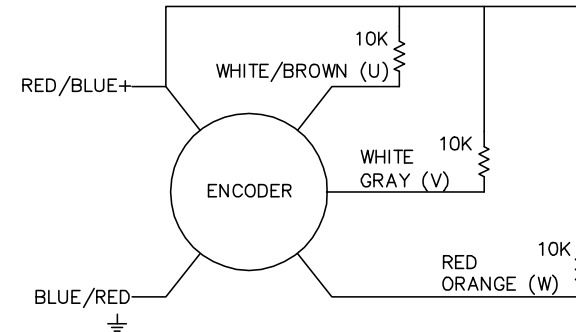 10K
WHITE/BROWN (U)
RED/BLUE+
10K
WHITE
GRAY (V)
ENCODER
10K
RED
ORANGE (W)
BLUE/RED